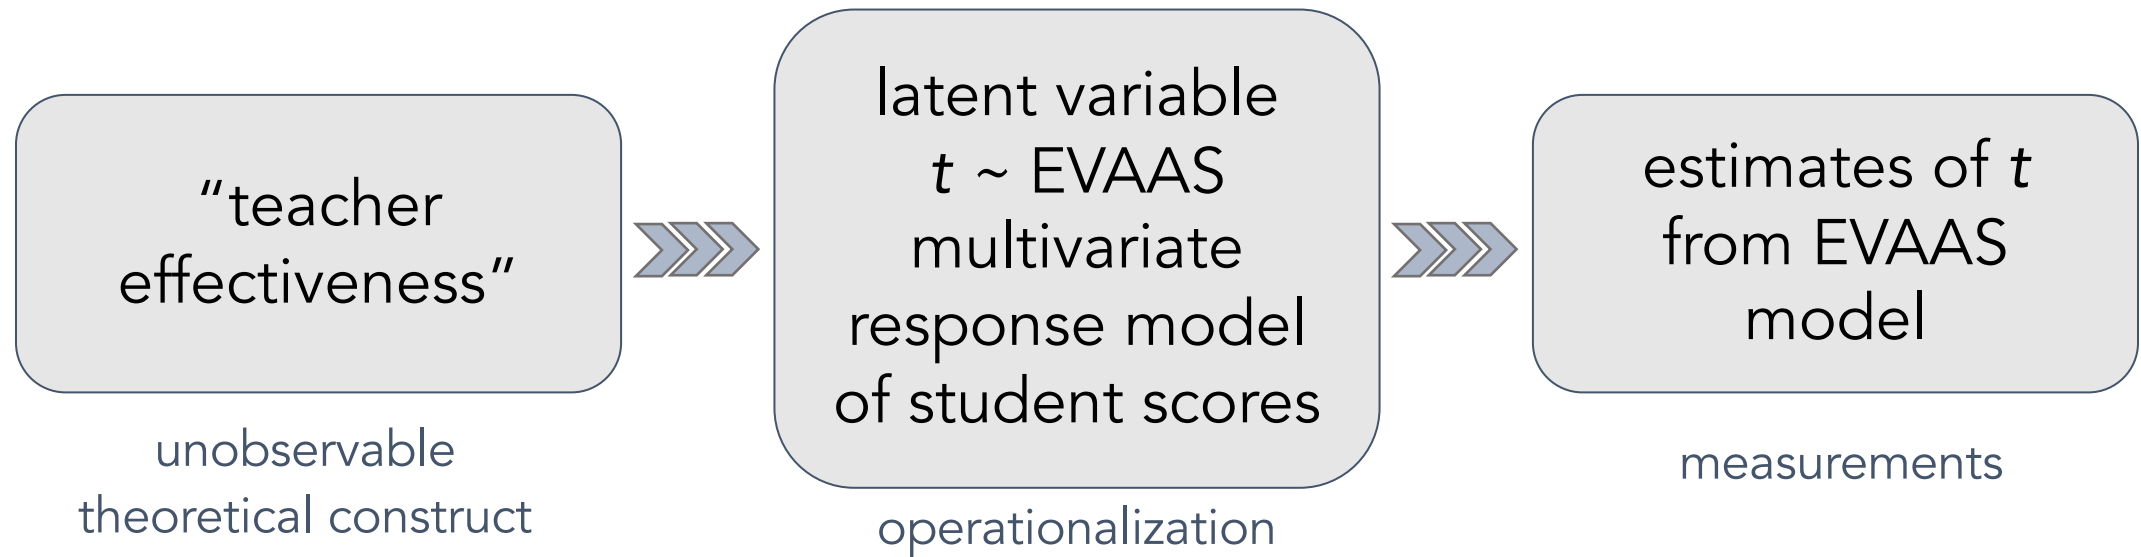 “teacher
effectiveness”
unobservable
theoretical construct
latent variable
t ~ EVAAS
multivariate
response model
of student scores
operationalization
estimates of t
from EVAAS
model
measurements